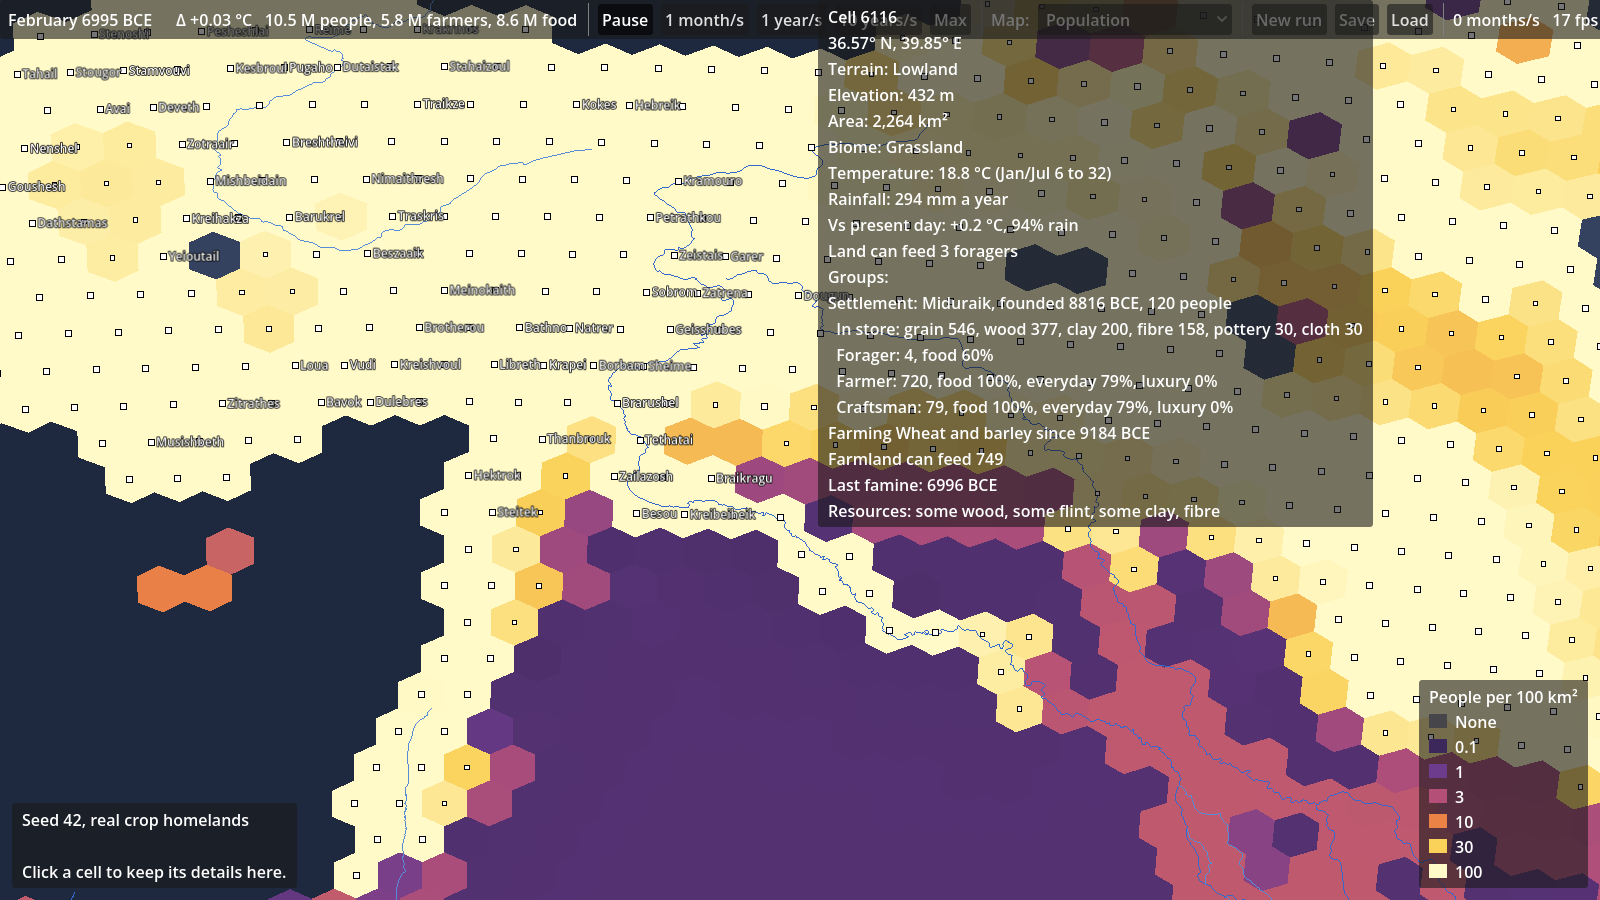 February 6995 BCE Δ +0.03 °C 10.5 M people, 5.8 M farmers, 8.6 M food Pause 1 month/s 1 year/s Max Map: Population New run Save Load 0 months/s 17 fps
Cell 6116
36.57° N, 39.85° E
Terrain: Lowland
Elevation: 432 m
Area: 2,264 km²
Biome: Grassland
Temperature: 18.8 °C (Jan/Jul 6 to 32)
Rainfall: 294 mm a year
Vs present day: +0.2 °C, 94% rain
Land can feed 3 foragers
Groups:
Settlement: Midturaik, founded 8816 BCE, 120 people
In store: grain 546, wood 377, clay 200, fibre 158, pottery 30, cloth 30
Forager: 4, food 60%
Farmer: 720, food 100%, everyday 79%, luxury 0%
Craftsman: 79, food 100%, everyday 79%, luxury 0%
Farming Wheat and barley since 9184 BCE
Farmland can feed 749
Last famine: 6996 BCE
Resources: some wood, some flint, some clay, fibre
Tahail Stougor Stamvouvi Kesbroul Pugaho Dutaistak Stahaizoul
Avai Deveth Traikze Kokes Hebreik
Nenshel Zotraair Breshtheivi
Goushesh Mishbeidain Nimaithresh Kramouro
Dathstamas Kreihakza Barukrel Traskris Petrathkou
Yeloutail Beszaaik Zeistais Garer
Meinokaith Sobrom Zatrena
Brotherou Bathno Natrer Geisshubes
Loua Vudi Kreishvoul Libreth Krapei Borbam Sheime
Zitrathes Bavok Dulebres Brarushel
Musishbeth Thanbrouk Tethatai
Hektrok Zailazosh Braikragu
Steitek Besou Kreibeiheik
People per 100 km²
None
0.1
1
3
10
30
100
Seed 42, real crop homelands
Click a cell to keep its details here.